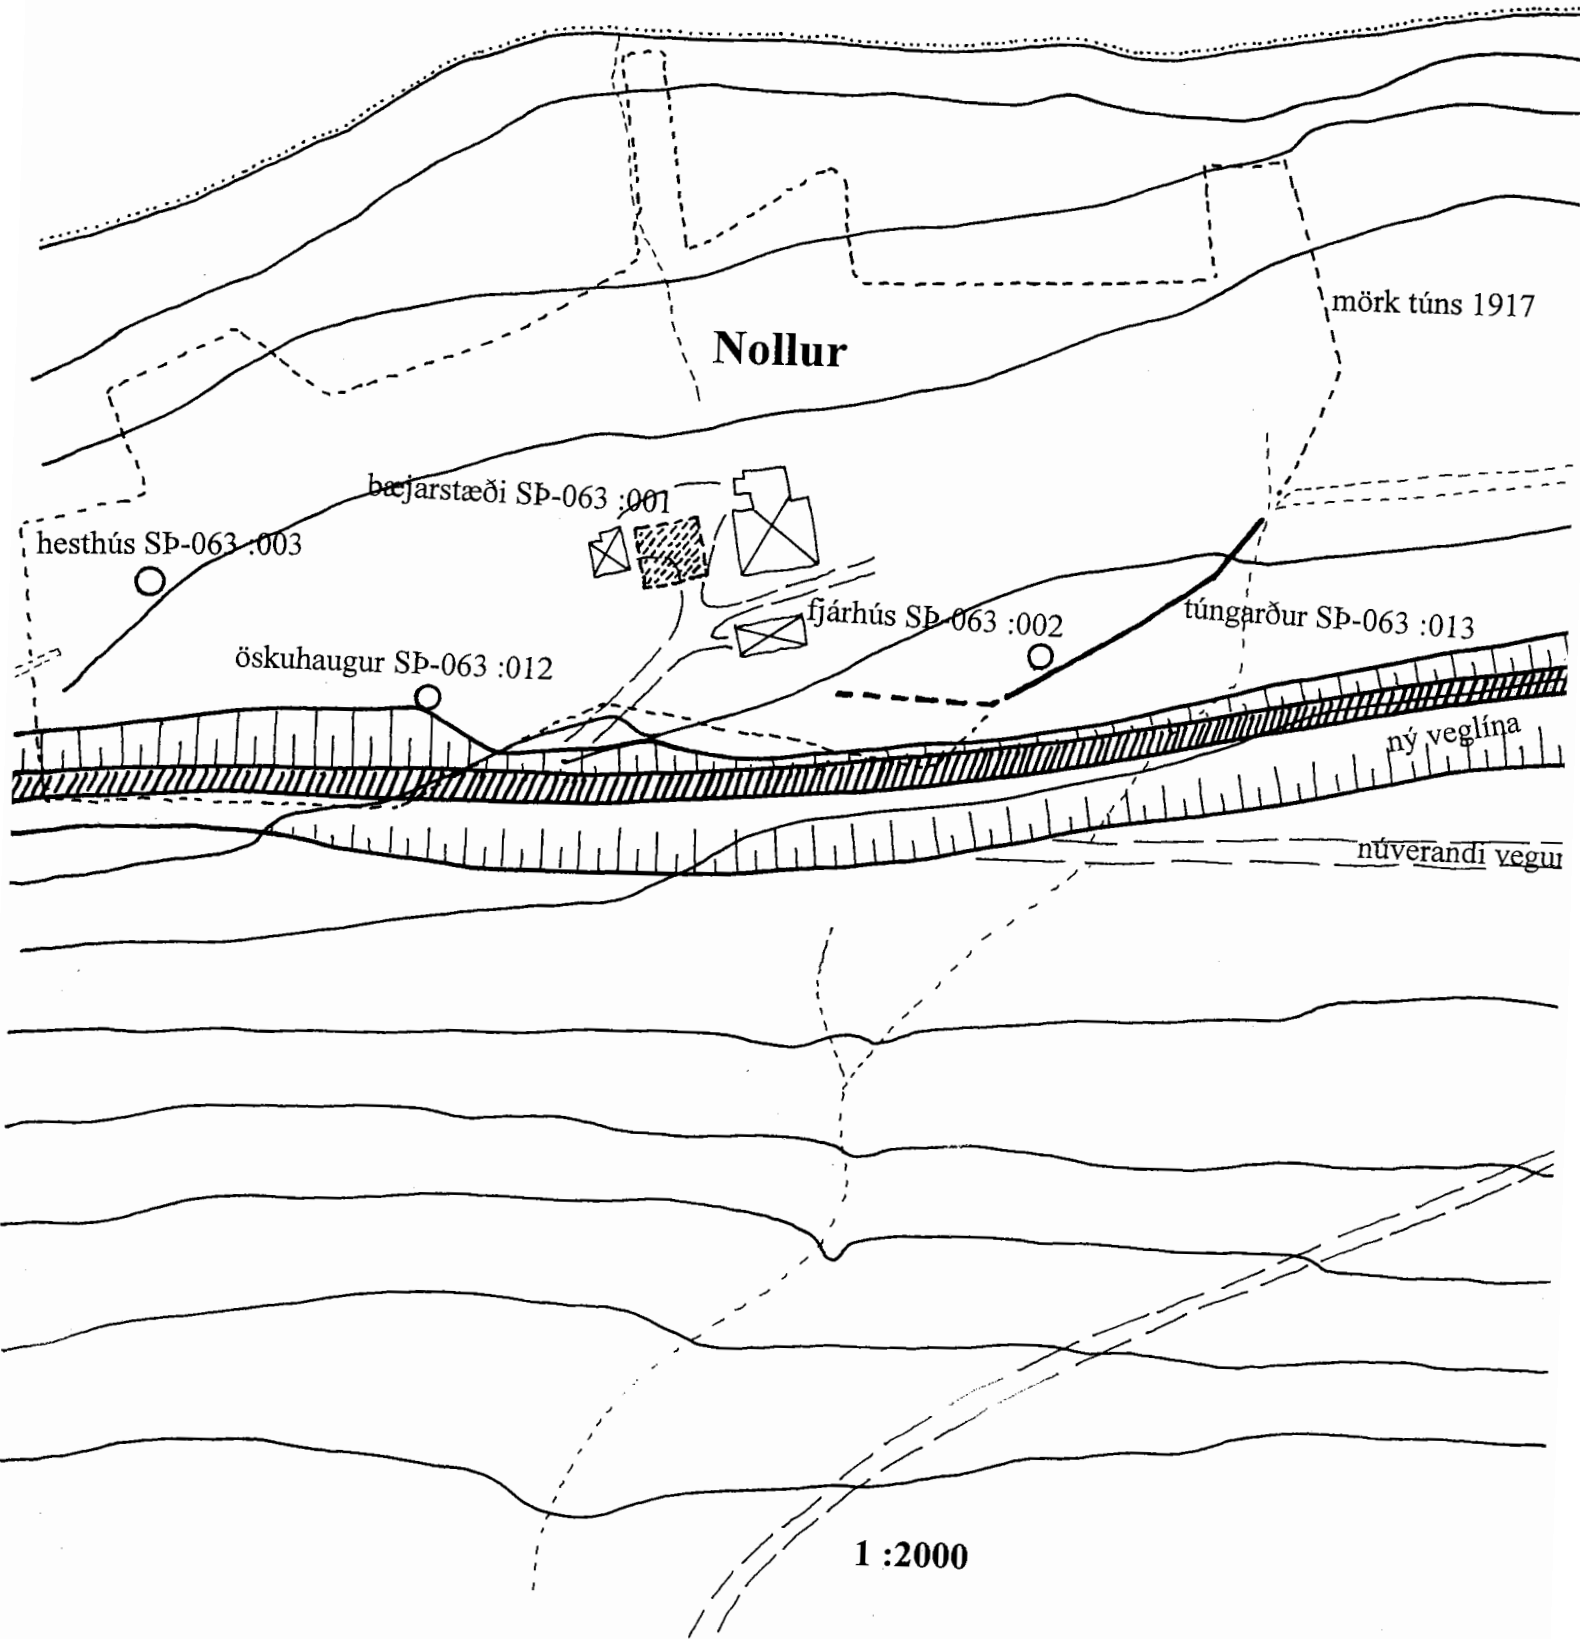 mörk túns 1917
Nollur
bæjarstæði SÞ-063 :001
hesthús SÞ-063 :003
fjárhús SÞ-063 :002
túngarður SÞ-063 :013
öskuhaugur SÞ-063 :012
ný veglína
núverandi vegur
1 :2000